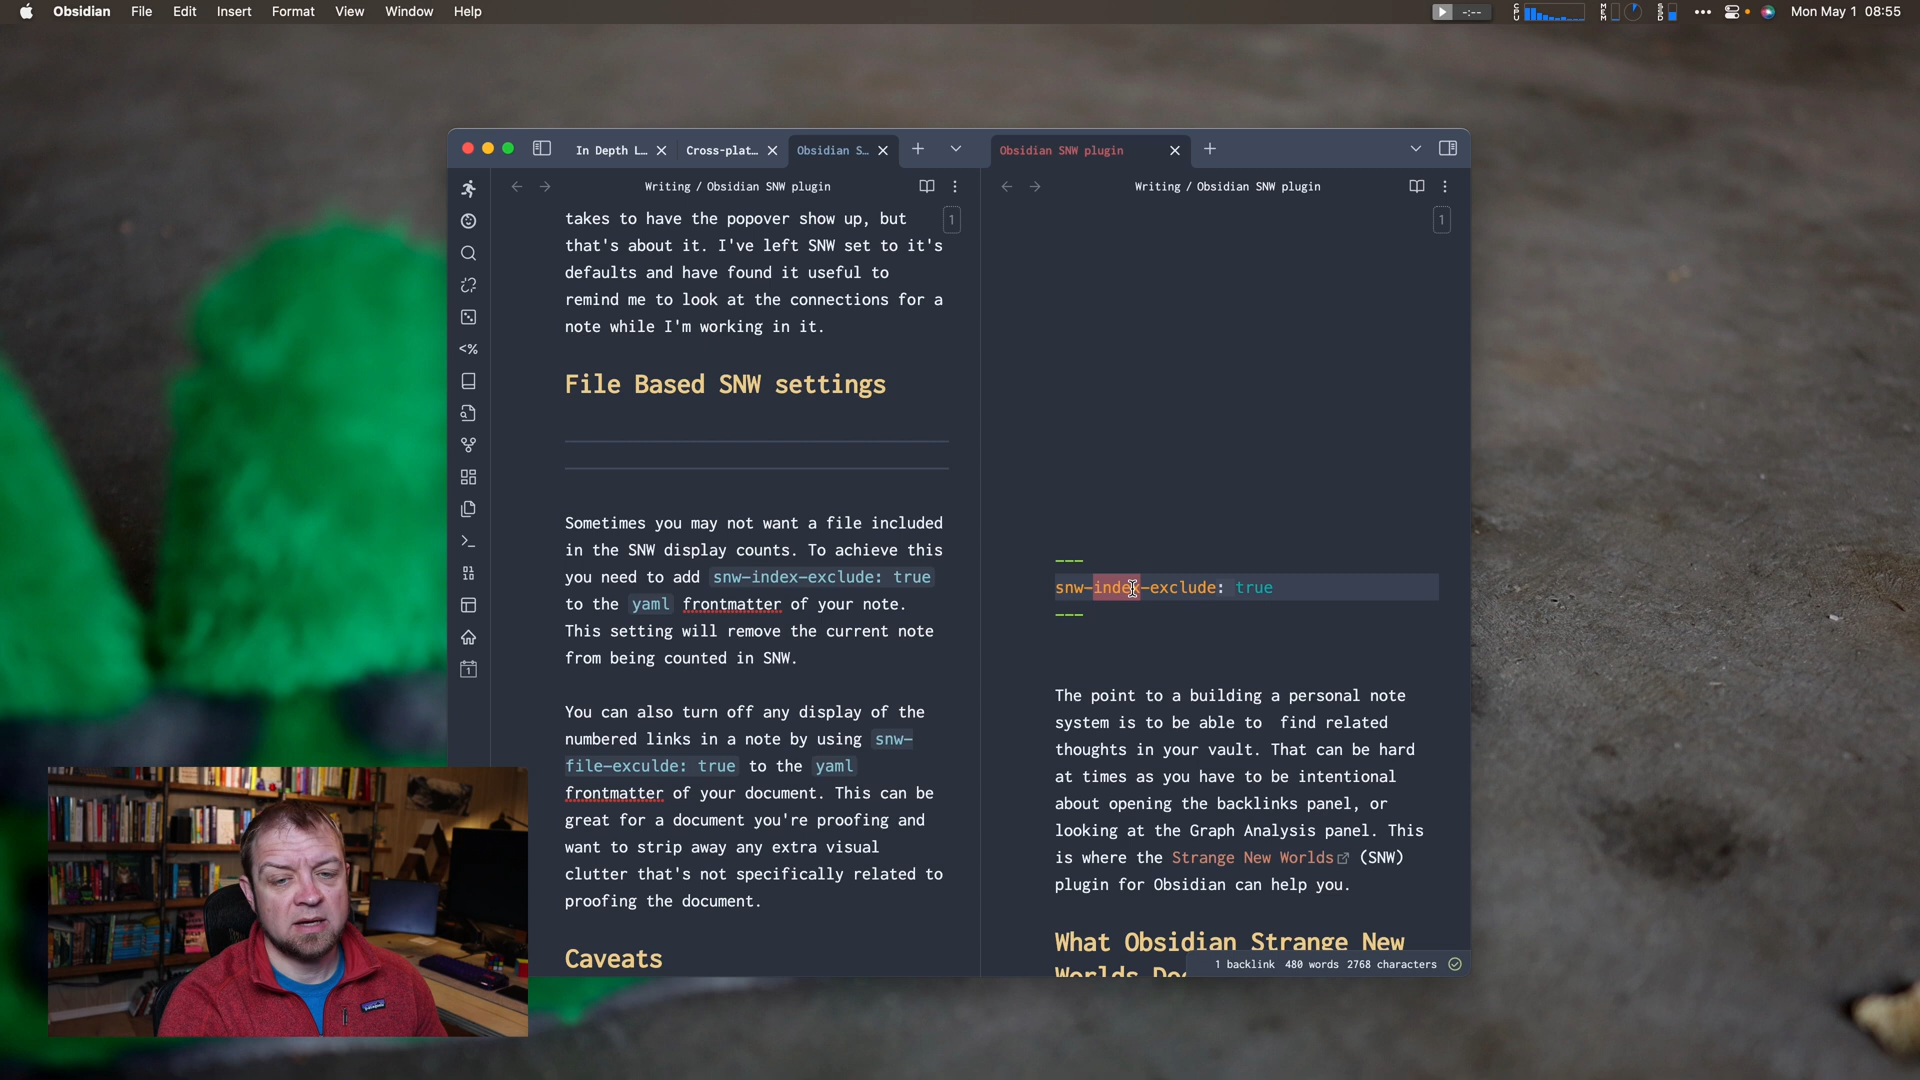 Obsidian File Edit Insert Format View Window Help
-:-- CPU MEM SSD Mon May 1 08:55
In Depth L... Cross-plat... Obsidian S... Obsidian SNW plugin
Writing / Obsidian SNW plugin
1
takes to have the popover show up, but
that's about it. I've left SNW set to it's
defaults and have found it useful to
remind me to look at the connections for a
note while I'm working in it.
File Based SNW settings
Sometimes you may not want a file included
in the SNW display counts. To achieve this
you need to add snw-index-exclude: true
to the yaml frontmatter of your note.
This setting will remove the current note
from being counted in SNW.
You can also turn off any display of the
numbered links in a note by using snw-
file-exculde: true to the yaml
frontmatter of your document. This can be
great for a document you're proofing and
want to strip away any extra visual
clutter that's not specifically related to
proofing the document.
Caveats
Writing / Obsidian SNW plugin
1
---
snw-index-exclude: true
---
The point to a building a personal note
system is to be able to  find related
thoughts in your vault. That can be hard
at times as you have to be intentional
about opening the backlinks panel, or
looking at the Graph Analysis panel. This
is where the Strange New Worlds (SNW)
plugin for Obsidian can help you.
What Obsidian Strange New
Worlds Do
1 backlink 480 words 2768 characters
<%
1
patagonia